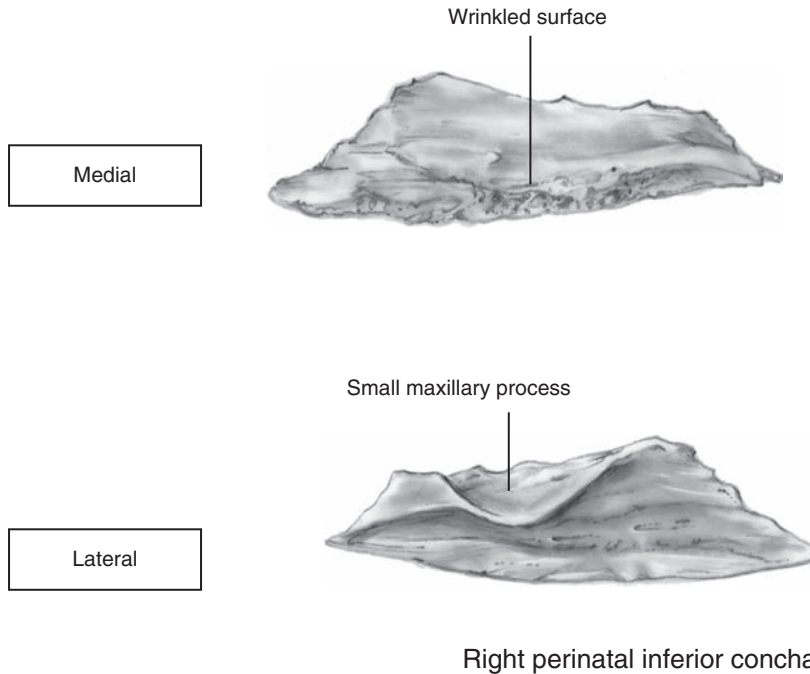 Wrinkled surface
Medial
Small maxillary process
Lateral
Right perinatal inferior concha